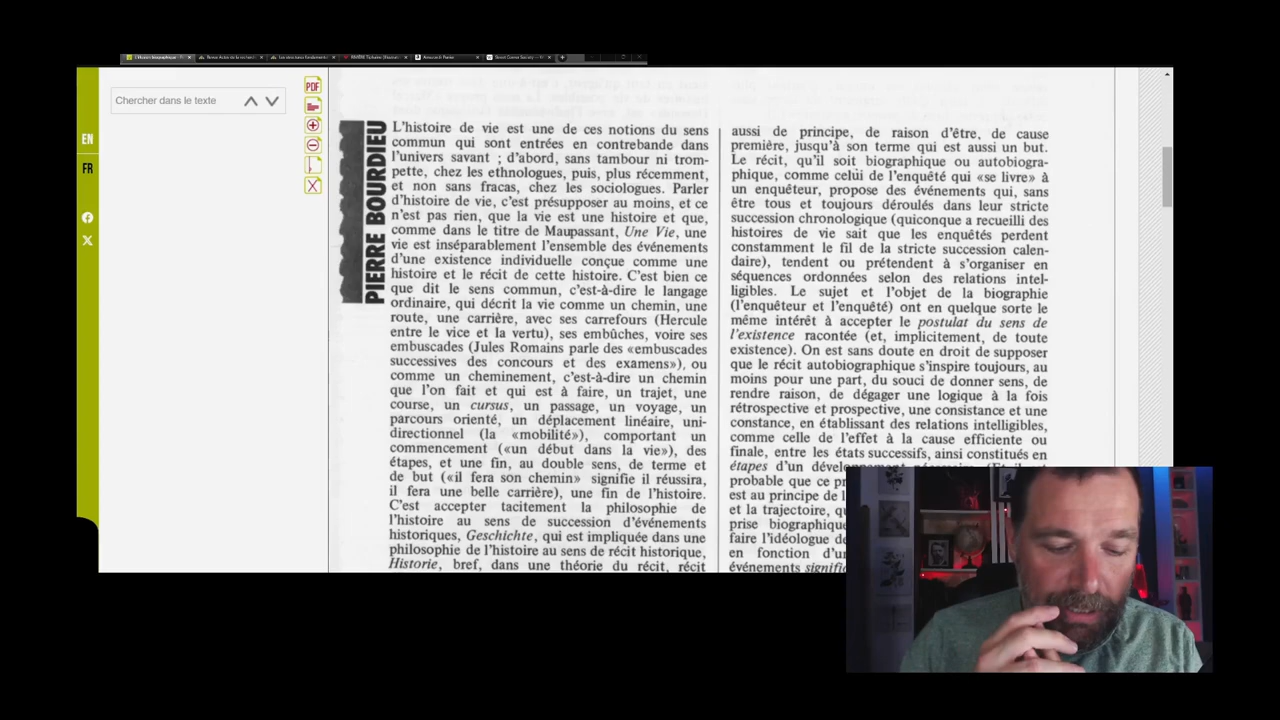 L'illusion biographique - P
Chercher dans le texte
PDF
EN
FR
PIERRE BOURDIEU
L'histoire de vie est une de ces notions du sens
commun qui sont entrées en contrebande dans
l'univers savant ; d'abord, sans tambour ni trom-
pette, chez les ethnologues, puis, plus récemment,
et non sans fracas, chez les sociologues. Parler
d'histoire de vie, c'est présupposer au moins, et ce
n'est pas rien, que la vie est une histoire et que,
comme dans le titre de Maupassant, Une Vie, une
vie est inséparablement l'ensemble des événements
d'une existence individuelle conçue comme une
histoire et le récit de cette histoire. C'est bien ce
que dit le sens commun, c'est-à-dire le langage
ordinaire, qui décrit la vie comme un chemin, une
route, une carrière, avec ses carrefours (Hercule
entre le vice et la vertu), ses embûches, voire ses
embuscades (Jules Romains parle des «embuscades
successives des concours et des examens»), ou
comme un cheminement, c'est-à-dire un chemin
que l'on fait et qui est à faire, un trajet, une
course, un cursus, un passage, un voyage, un
parcours orienté, un déplacement linéaire, uni-
directionnel (la «mobilité»), comportant un
commencement («un début dans la vie»), des
étapes, et une fin, au double sens, de terme et
de but («il fera son chemin» signifie il réussira,
il fera une belle carrière), une fin de l'histoire.
C'est accepter tacitement la philosophie de
l'histoire au sens de succession d'événements
historiques, Geschichte, qui est impliquée dans une
philosophie de l'histoire au sens de récit historique,
Historie, bref, dans une théorie du récit, récit
aussi de principe, de raison d'être, de cause
première, jusqu'à son terme qui est aussi un but.
Le récit, qu'il soit biographique ou autobiogra-
phique, comme celui de l'enquêté qui «se livre» à
un enquêteur, propose des événements qui, sans
être tous et toujours déroulés dans leur stricte
succession chronologique (quiconque a recueilli des
histoires de vie sait que les enquêtés perdent
constamment le fil de la stricte succession calen-
daire), tendent ou prétendent à s'organiser en
séquences ordonnées selon des relations intel-
ligibles. Le sujet et l'objet de la biographie
(l'enquêteur et l'enquêté) ont en quelque sorte le
même intérêt à accepter le postulat du sens de
l'existence racontée (et, implicitement, de toute
existence). On est sans doute en droit de supposer
que le récit autobiographique s'inspire toujours, au
moins pour une part, du souci de donner sens, de
rendre raison, de dégager une logique à la fois
rétrospective et prospective, une consistance et une
constance, en établissant des relations intelligibles,
comme celle de l'effet à la cause efficiente ou
finale, entre les états successifs, ainsi constitués en
étapes d'un
probable que ce
est au principe de
et la trajectoire,
prise biographique
faire l'idéologue
en fonction
événements